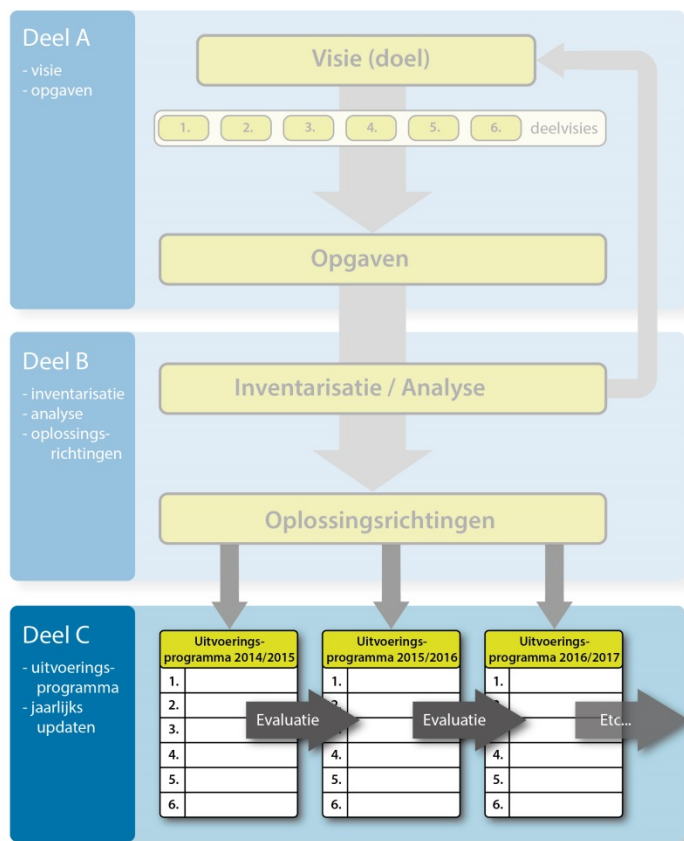 Deel A
- visie
- opgaven
Visie (doel)
1. 2. 3. 4. 5. 6. deelvisies
Opgaven
Deel B
- inventarisatie
- analyse
- oplossings-
richtingen
Inventarisatie / Analyse
Oplossingsrichtingen
Deel C
- uitvoerings-
programma
- jaarlijks
updaten
Uitvoerings-
programma 2014/2015
1.
2.
3.
4.
5.
6.
Evaluatie
Uitvoerings-
programma 2015/2016
1.
2.
4.
5.
6.
Evaluatie
Uitvoerings-
programma 2016/2017
1.
2.
4.
5.
6.
Etc...